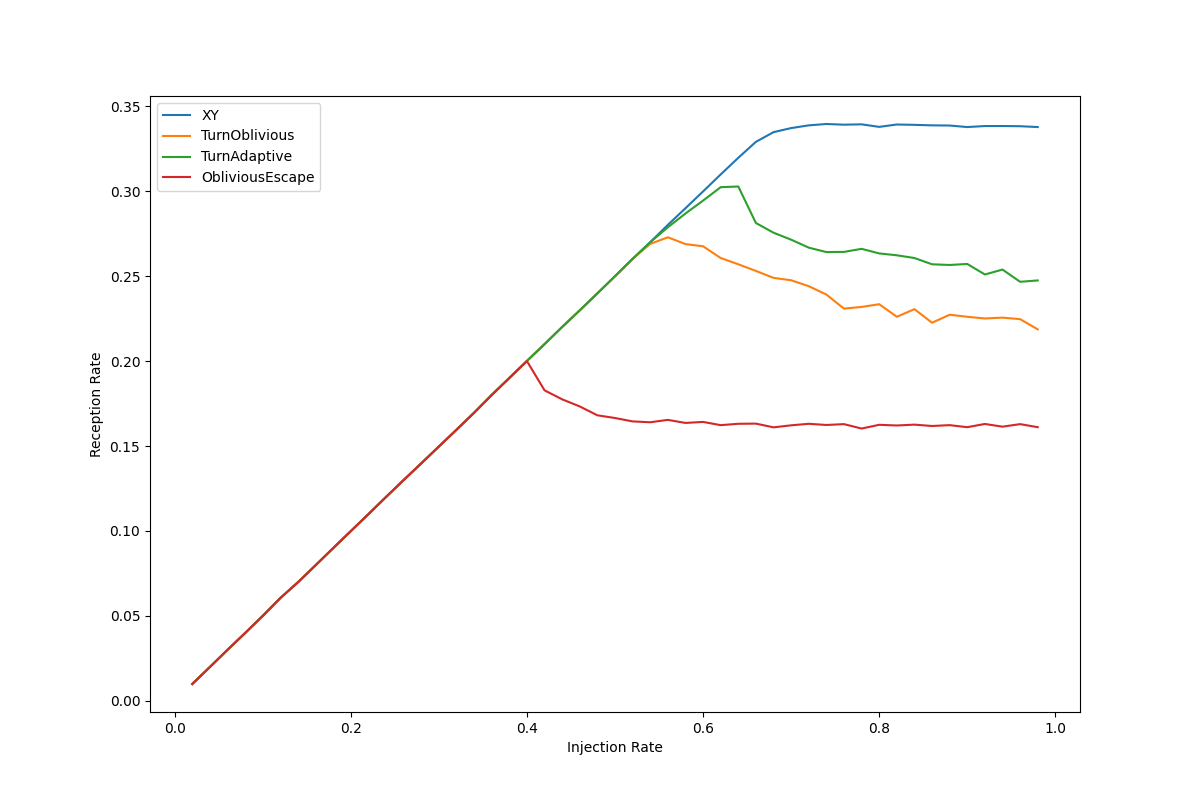 XY
TurnOblivious
TurnAdaptive
ObliviousEscape
0.35
0.30
0.25
0.20
0.15
0.10
0.05
0.00
Reception Rate
0.0 0.2 0.4 0.6 0.8 1.0
Injection Rate